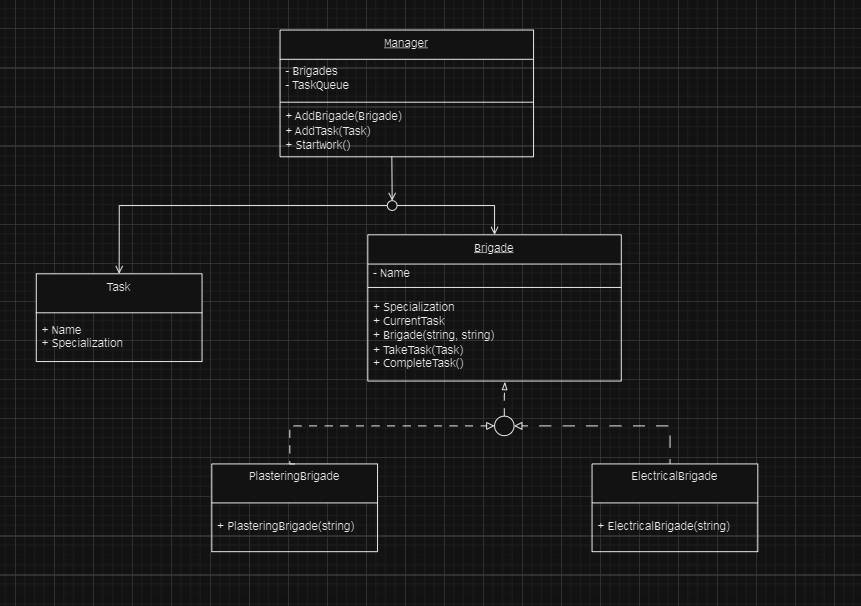 Manager
- Brigades
- TaskQueue
+ AddBrigade(Brigade)
+ AddTask(Task)
+ StartWork()
Task
+ Name
+ Specialization
Brigade
- Name
+ Specialization
+ CurrentTask
+ Brigade(string, string)
+ TakeTask(Task)
+ CompleteTask()
PlasteringBrigade
+ PlasteringBrigade(string)
ElectricalBrigade
+ ElectricalBrigade(string)